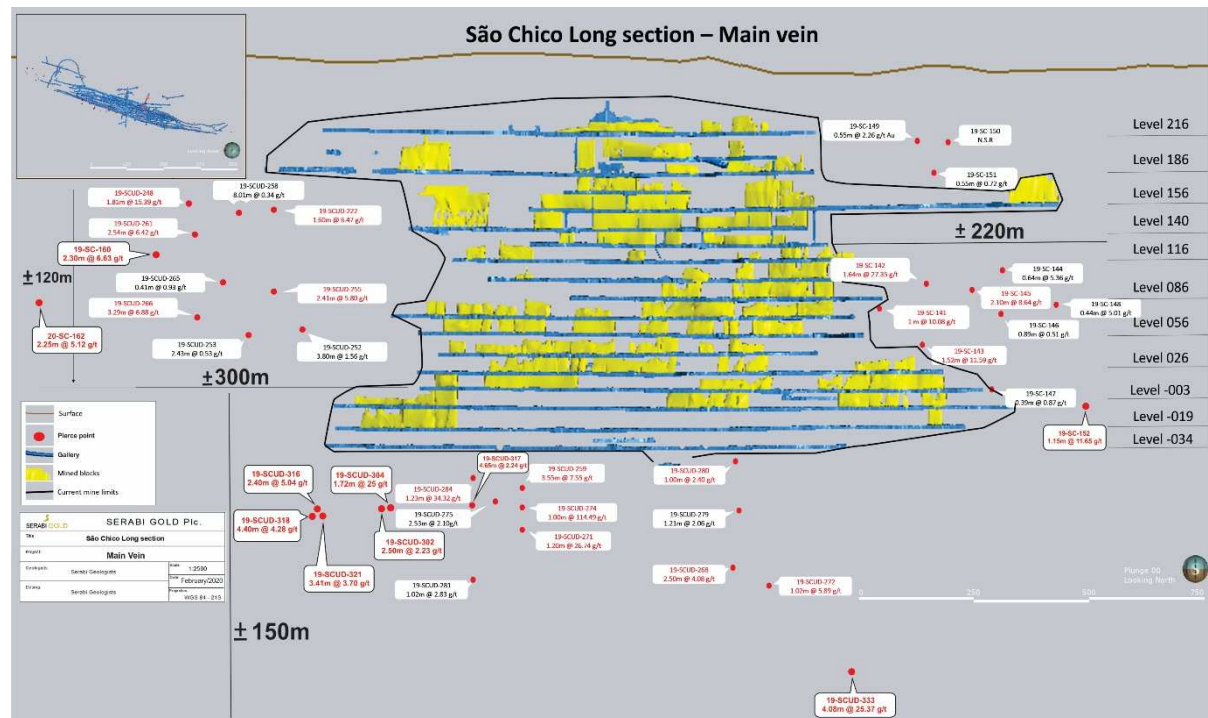 São Chico Long section – Main vein
Level 216
Level 186
Level 156
Level 140
Level 116
Level 086
Level 056
Level 026
Level -003
Level -019
Level -034
19-SC-149
0.55m @ 2.26 g/t Au
19-SC-150
N.S.R
19-SC-151
0.55m @ 0.72 g/t
± 220m
19-SCUD-258
8.01m @ 0.34 g/t
19-SCUD-248
1.81m @ 15.29 g/t
19-SCUD-222
1.60m @ 6.47 g/t
19-SCUD-261
2.54m @ 6.42 g/t
19-SC-160
2.30m @ 6.63 g/t
±120m
19-SCUD-265
0.41m @ 0.93 g/t
19-SCUD-255
2.41m @ 5.80 g/t
19-SCUD-266
3.29m @ 6.88 g/t
20-SC-162
2.25m @ 5.12 g/t
19-SCUD-253
2.43m @ 0.53 g/t
19-SCUD-252
3.80m @ 1.56 g/t
±300m
19-SC-142
1.64m @ 27.35 g/t
19-SC-144
0.64m @ 5.36 g/t
19-SC-145
2.10m @ 8.64 g/t
19-SC-148
0.44m @ 5.01 g/t
19-SC-141
1m @ 10.08 g/t
19-SC-146
0.89m @ 0.51 g/t
19-SC-143
1.52m @ 11.59 g/t
19-SC-147
0.39m @ 0.87 g/t
19-SC-152
1.15m @ 11.65 g/t
Surface
Pierce point
Gallery
Mined blocks
Current mine limits
19-SCUD-316
2.40m @ 5.04 g/t
19-SCUD-304
1.72m @ 25 g/t
19-SCUD-317
4.65m @ 2.24 g/t
19-SCUD-259
3.55m @ 7.55 g/t
19-SCUD-280
1.00m @ 2.40 g/t
19-SCUD-284
1.23m @ 34.32 g/t
19-SCUD-318
4.40m @ 4.28 g/t
19-SCUD-275
2.53m @ 2.10g/t
19-SCUD-274
1.00m @ 114.49 g/t
19-SCUD-279
1.21m @ 2.06 g/t
19-SCUD-302
2.50m @ 2.23 g/t
19-SCUD-271
1.20m @ 26.74 g/t
19-SCUD-321
3.41m @ 3.70 g/t
19-SCUD-281
1.02m @ 2.83 g/t
19-SCUD-268
2.50m @ 4.08 g/t
19-SCUD-272
1.02m @ 5.89 g/t
± 150m
19-SCUD-333
4.08m @ 25.37 g/t
SERABI GOLD
SERABI GOLD Plc.
Title
São Chico Long section
Project
Main Vein
Serabi Geologists
Scale
1:2500
Date
February/2020
Serabi Geologists
WGS 84 - 21S
Plunge 00
Looking North
0
250
500
750